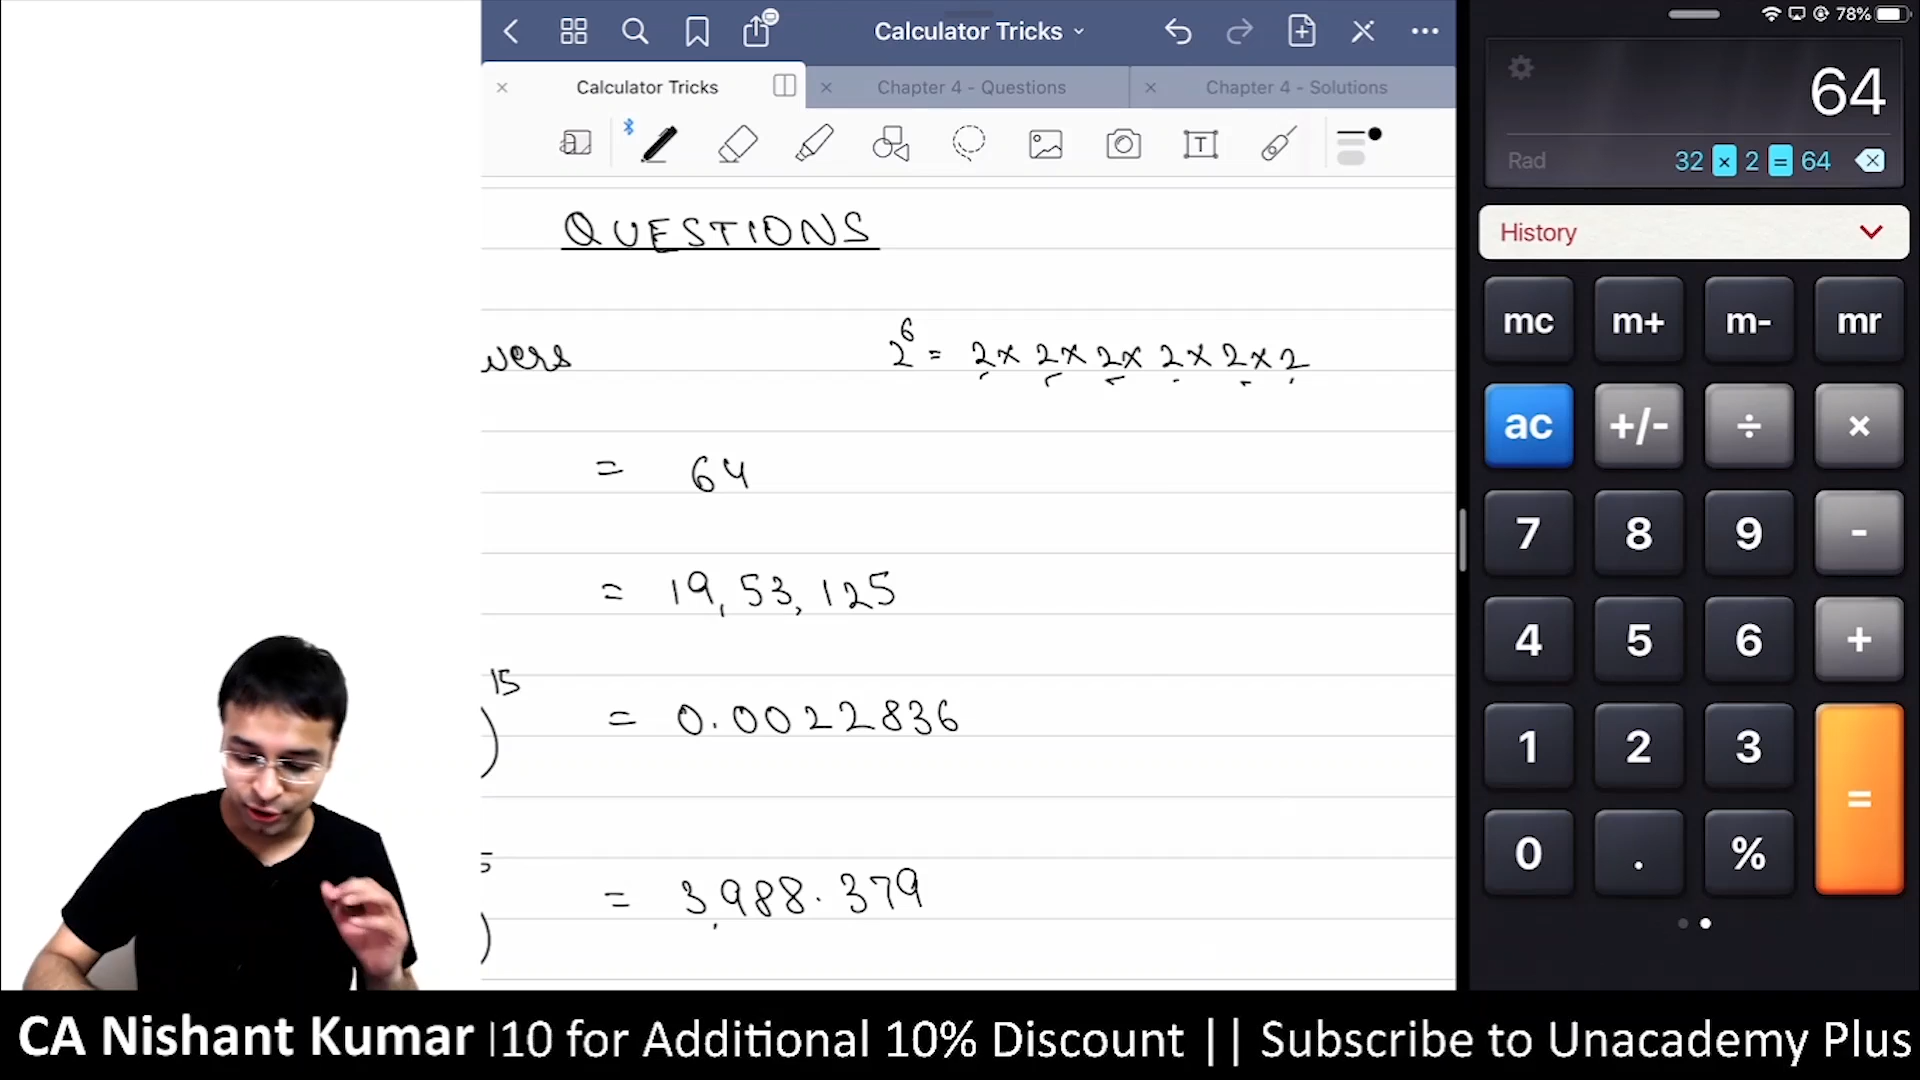 78%
Calculator Tricks
Calculator Tricks
Chapter 4 - Questions
Chapter 4 - Solutions
64
Rad 32 × 2 = 64
History
QUESTIONS
wers
2⁶ = 2 × 2 × 2 × 2 × 2 × 2
= 64
= 19,53,125
)¹⁵ = 0.0022836
) = 3,988.379
mc m+ m- mr
ac +/- ÷ ×
7 8 9 -
4 5 6 +
1 2 3 =
0 . %
CA Nishant Kumar 10 for Additional 10% Discount || Subscribe to Unacademy Plus